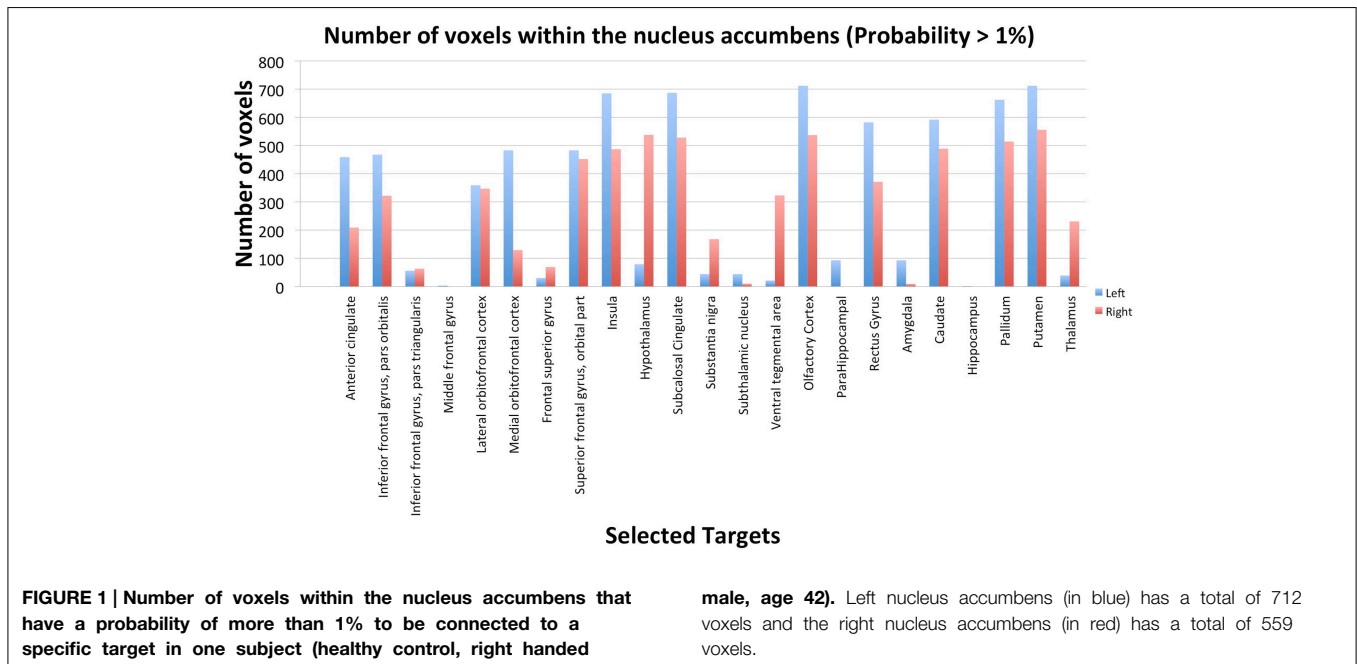 Number of voxels within the nucleus accumbens (Probability > 1%)
Number of voxels
800
700
600
500
400
300
200
100
0
Anterior cingulate
Inferior frontal gyrus, pars orbitalis
Inferior frontal gyrus, pars triangularis
Middle frontal gyrus
Lateral orbitofrontal cortex
Medial orbitofrontal cortex
Frontal superior gyrus
Superior frontal gyrus, orbital part
Insula
Hypothalamus
Subcalosal Cingulate
Substantia nigra
Subthalamic nucleus
Ventral tegmental area
Olfactory Cortex
ParaHippocampal
Rectus Gyrus
Amygdala
Caudate
Hippocampus
Pallidum
Putamen
Thalamus
Left
Right
Selected Targets
FIGURE 1 | Number of voxels within the nucleus accumbens that
have a probability of more than 1% to be connected to a
specific target in one subject (healthy control, right handed
male, age 42). Left nucleus accumbens (in blue) has a total of 712
voxels and the right nucleus accumbens (in red) has a total of 559
voxels.